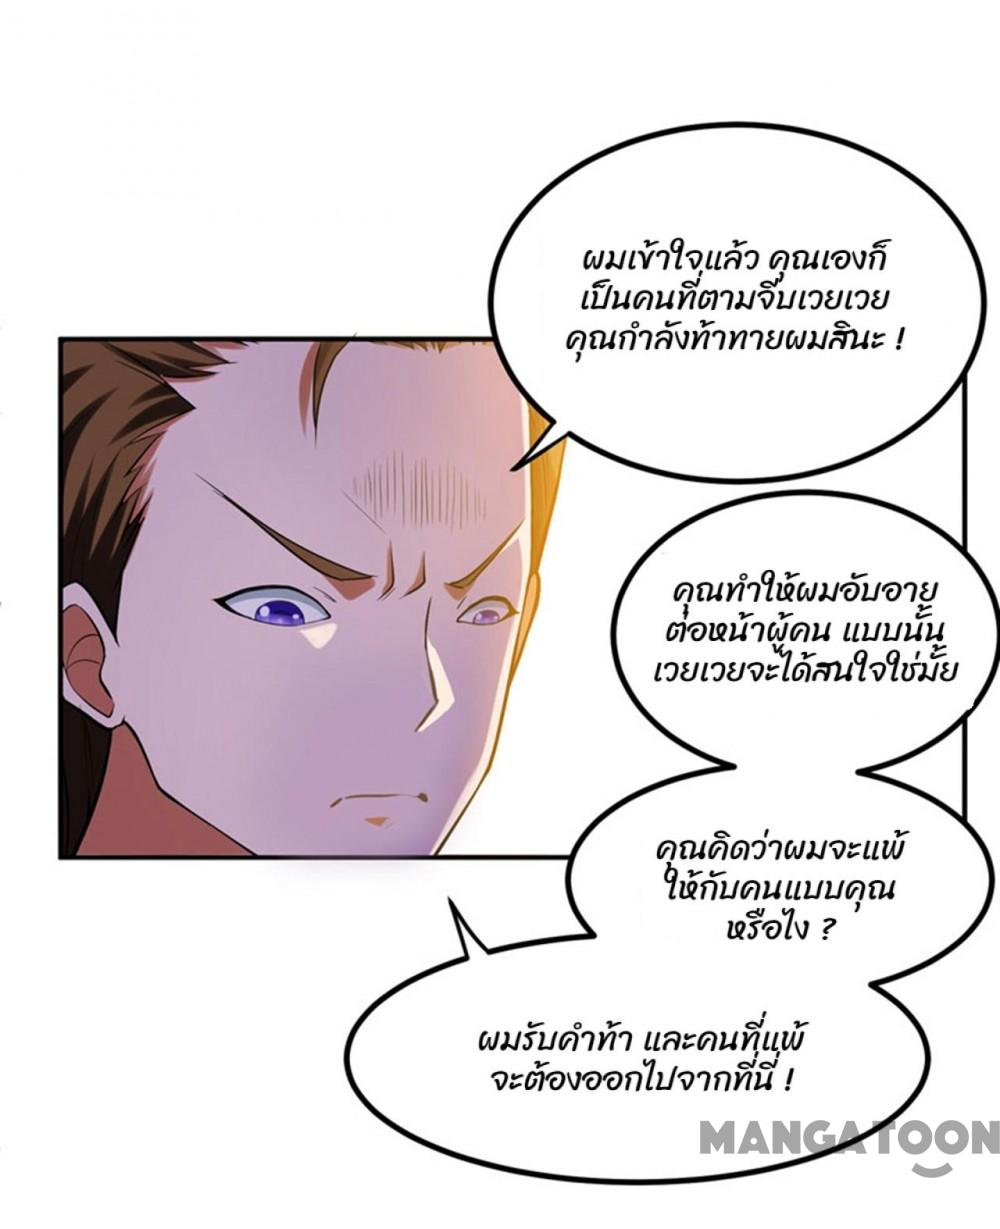 ผมเข้าใจแล้ว คุณเองก็
เป็นคนที่ตามจีบเวยเวย
คุณกำลังท้าทายผมสินะ !
คุณทำให้ผมอับอาย
ต่อหน้าผู้คน แบบนั้น
เวยเวยจะได้สนใจใช่มั้ย
คุณคิดว่าผมจะแพ้
ให้กับคนแบบคุณ
หรือไง ?
ผมรับคำท้า และคนที่แพ้
จะต้องออกไปจากที่นี่ !
MANGATOON